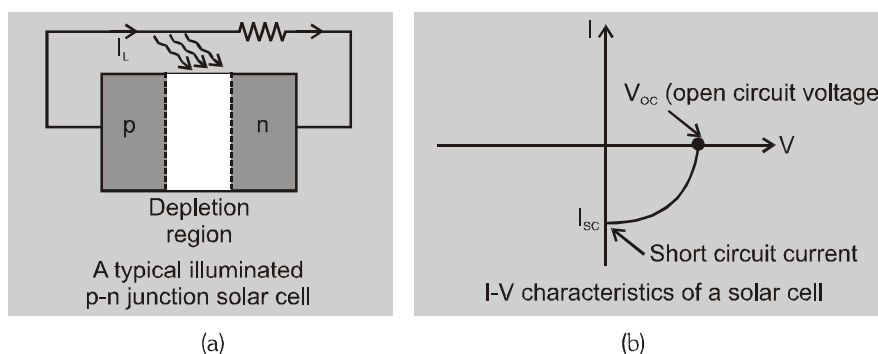 I_L
p
n
Depletion
region
A typical illuminated
p-n junction solar cell
(a)
I
V_OC (open circuit voltage
V
I_SC
Short circuit current
I-V characteristics of a solar cell
(b)